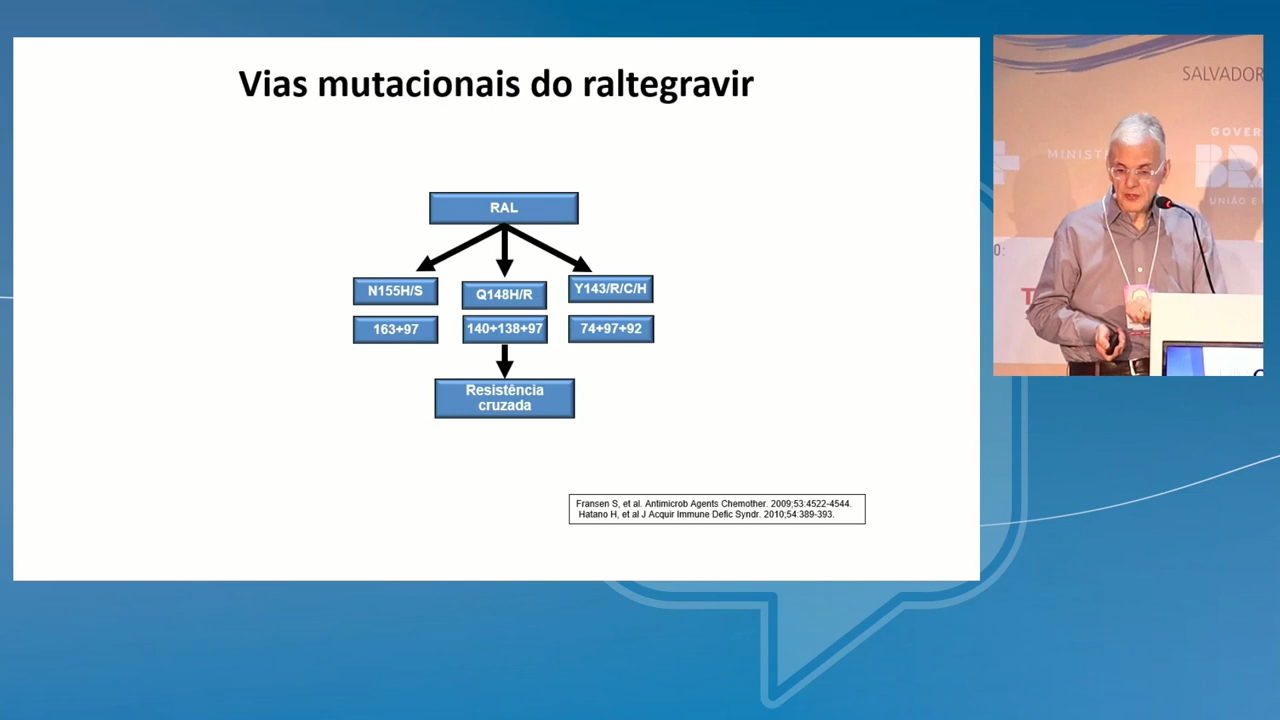 Vias mutacionais do raltegravir
RAL
N155H/S
Q148H/R
Y143/R/C/H
163+97
140+138+97
74+97+92
Resistência
cruzada
Fransen S, et al. Antimicrob Agents Chemother. 2009;53:4522-4544.
Hatano H, et al J Acquir Immune Defic Syndr. 2010;54:389-393.
SALVADOR
GOVER
MINIST
BRA
UNIÃO E
O: